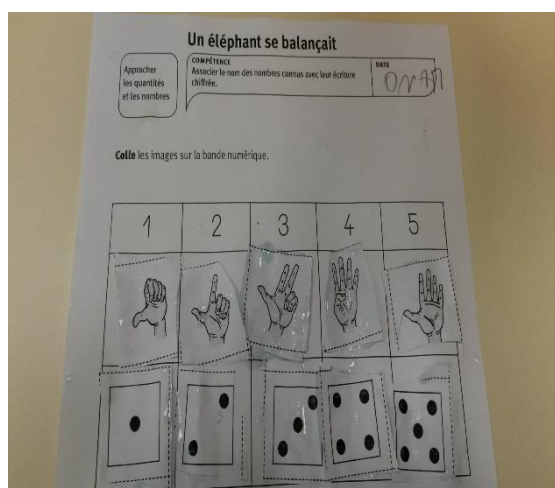 Un éléphant se balançait
Approcher
les quantités
et les nombres
COMPÉTENCE
Associer le nom des nombres connus avec leur écriture
chiffrée.
DATE
Colle les images sur la bande numérique.
1 2 3 4 5